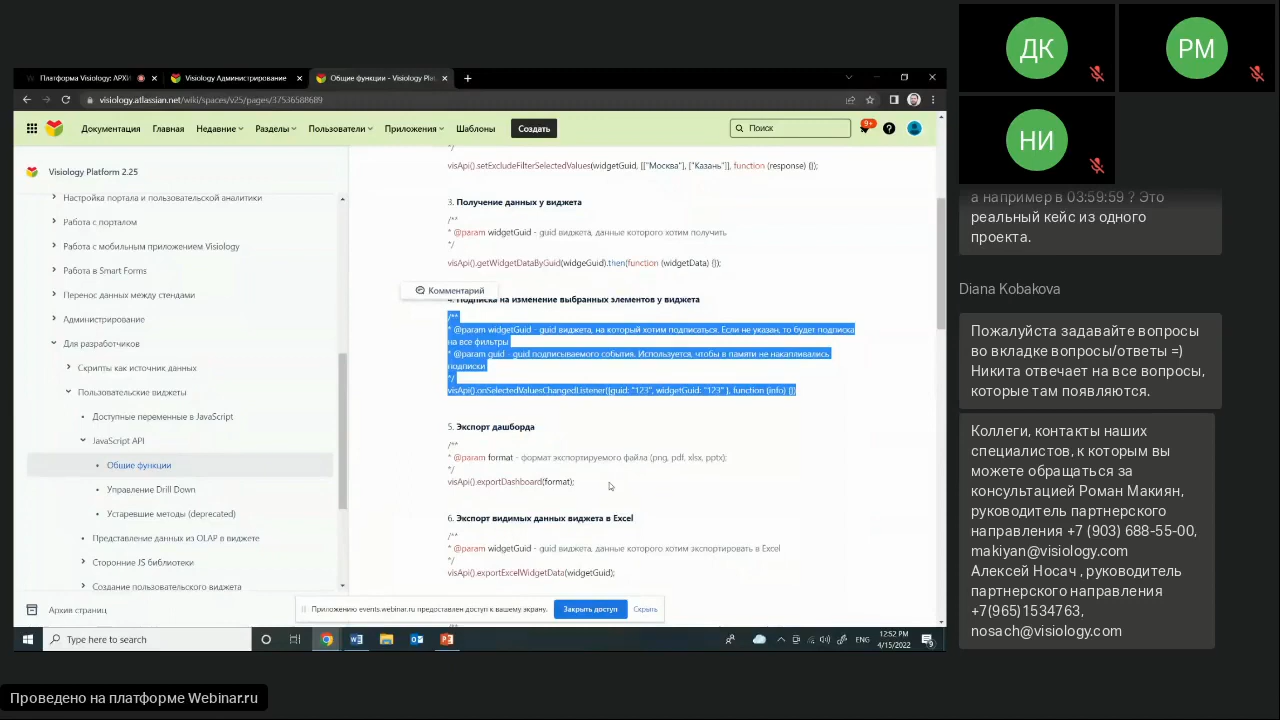 Платформа Visiology: АРХИ
Visiology Администрирование
Общие функции - Visiology Pla
visiology.atlassian.net/wiki/spaces/v25/pages/37536588689
Документация
Главная
Недавние
Разделы
Пользователи
Приложения
Шаблоны
Создать
Поиск
9+
Visiology Platform 2.25
Настройка портала и пользовательской аналитики
Работа с порталом
Работа с мобильным приложением Visiology
Работа в Smart Forms
Перенос данных между стендами
Администрирование
Для разработчиков
Скрипты как источник данных
Пользовательские виджеты
Доступные переменные в JavaScript
JavaScript API
Общие функции
Управление Drill Down
Устаревшие методы (deprecated)
Представление данных из OLAP в виджете
Сторонние JS библиотеки
Создание пользовательского виджета
Архив страниц
*/
visApi().setExcludeFilterSelectedValues(widgetGuid, [["Москва"], ["Казань"]], function (response) {});
3. Получение данных у виджета
/**
* @param widgetGuid - guid виджета, данные которого хотим получить
*/
visApi().getWidgetDataByGuid(widgeGuid).then(function (widgetData) {});
Комментарий
4. Подписка на изменение выбранных элементов у виджета
/**
* @param widgetGuid - guid виджета, на который хотим подписаться. Если не указан, то будет подписка
на все фильтры
* @param guid - guid подписываемого события. Используется, чтобы в памяти не накапливались
подписки
*/
visApi().onSelectedValuesChangedListener({guid: "123", widgetGuid: "123" }, function (info) {})
5. Экспорт дашборда
/**
* @param format - формат экспортируемого файла (png, pdf, xlsx, pptx);
*/
visApi().exportDashboard(format);
6. Экспорт видимых данных виджета в Excel
/**
* @param widgetGuid - guid виджета, данные которого хотим экспортировать в Excel
*/
visApi().exportExcelWidgetData(widgetGuid);
Приложению events.webinar.ru предоставлен доступ к вашему экрану.
Закрыть доступ
Скрыть
Type here to search
ENG
12:52 PM
4/15/2022
9
ДК
РМ
НИ
а например в 03:59:59 ? Это
реальный кейс из одного
проекта.
Diana Kobakova
Пожалуйста задавайте вопросы
во вкладке вопросы/ответы =)
Никита отвечает на все вопросы,
которые там появляются.
Коллеги, контакты наших
специалистов, к которым вы
можете обращаться за
консультацией Роман Макиян,
руководитель партнерского
направления +7 (903) 688-55-00,
makiyan@visiology.com
Алексей Носач , руководитель
партнерского направления
+7(965)1534763,
nosach@visiology.com
Проведено на платформе Webinar.ru